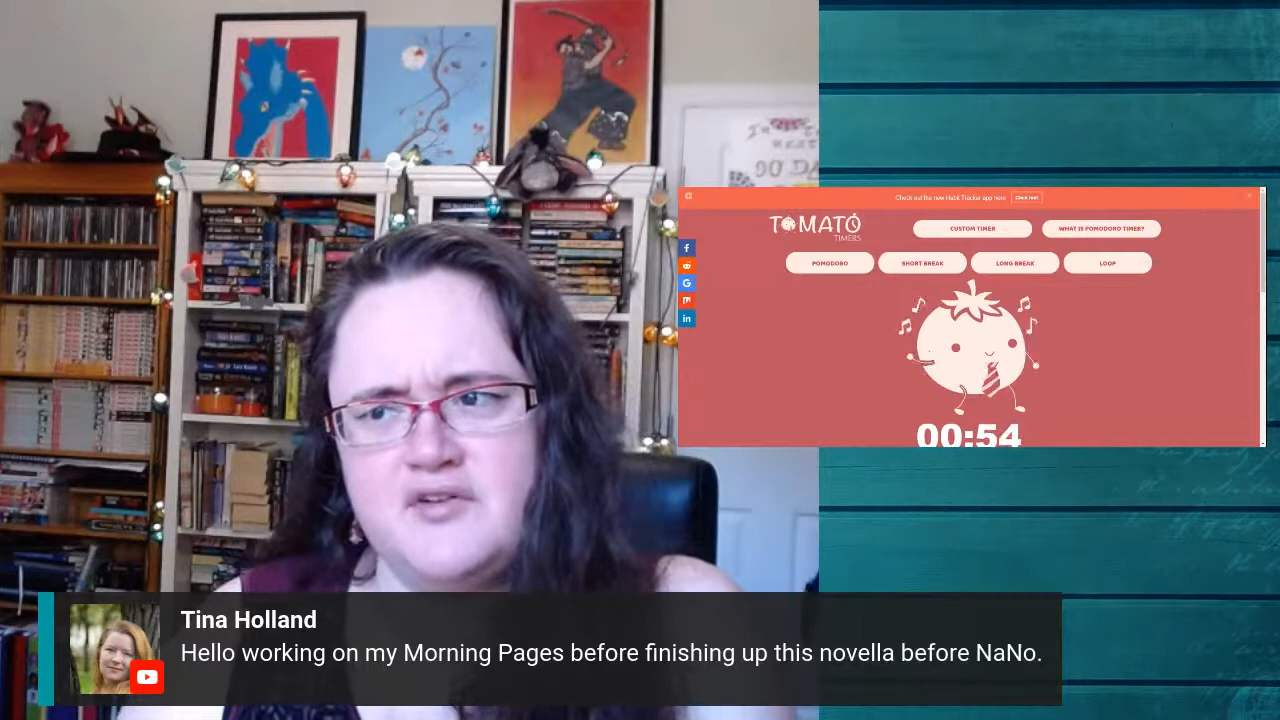 Check out the new Habit Tracker app here
Click me!
TOMATO
TIMERS
CUSTOM TIMER
WHAT IS POMODORO TIMER?
POMODORO
SHORT BREAK
LONG BREAK
LOOP
00:54
Tina Holland
Hello working on my Morning Pages before finishing up this novella before NaNo.